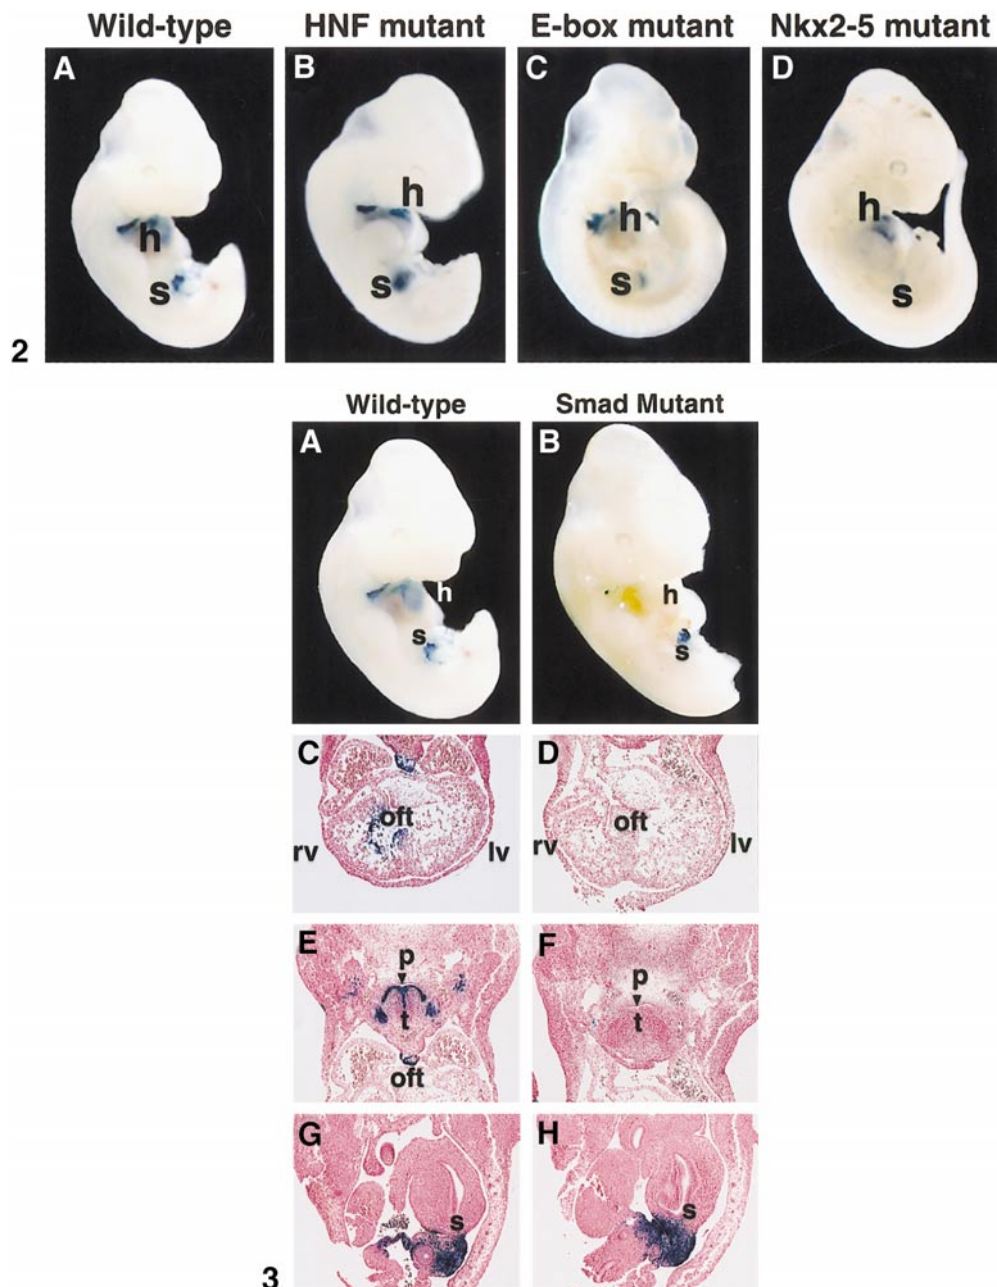 Wild-type HNF mutant E-box mutant Nkx2-5 mutant
A B C D
h h h h
s s s s
2
Wild-type Smad Mutant
A B
h h
s s
C D
oft oft
rv lv rv lv
E F
p p
t t
oft
G H
s s
3